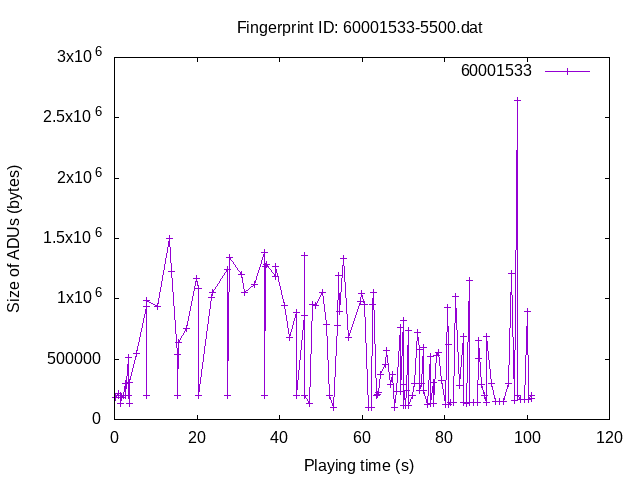 Fingerprint ID: 60001533-5500.dat
60001533
3x10^6
2.5x10^6
2x10^6
1.5x10^6
1x10^6
500000
0
Size of ADUs (bytes)
0 20 40 60 80 100 120
Playing time (s)